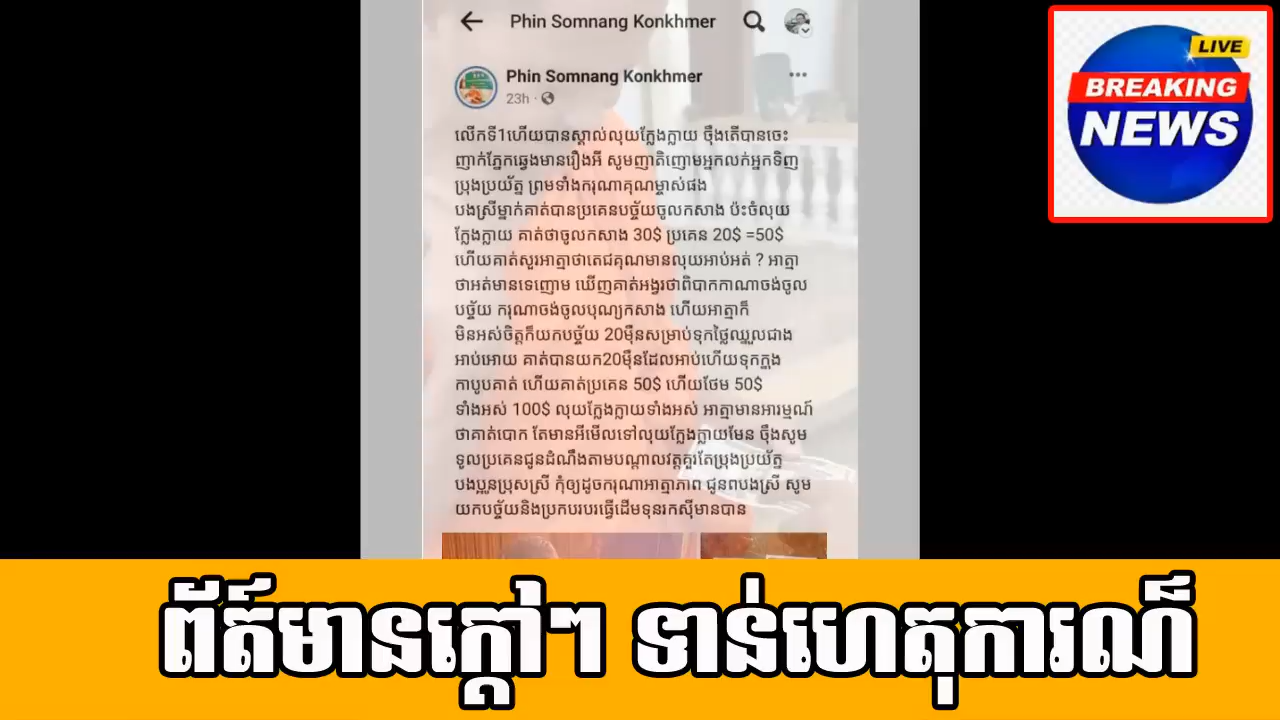 Phin Somnang Konkhmer
Phin Somnang Konkhmer
23h ·
លើកទី1ហើយបានស្គាល់លុយក្លែងក្លាយ ចុឹងតើបានចេះ
ញាក់ភ្នែកឆ្វេងមានរឿងអី សូមញាតិញោមអ្នកលក់អ្នកទិញ
ប្រុងប្រយ័ត្ន ព្រមទាំងករុណាគុណម្ចាស់ផង
បងស្រីម្នាក់គាត់បានប្រគេនបច្ច័យចូលកសាង ប៉ះចំលុយ
ក្លែងក្លាយ គាត់ថាចូលកសាង 30$ ប្រគេន 20$ =50$
ហើយគាត់សួរអាត្មាថាតេជគុណមានលុយអាប់អត់ ? អាត្មា
ថាអត់មានទេញោម ឃើញគាត់អង្វរថាពិបាកកាណាចង់ចូល
បច្ច័យ ករុណាចង់ចូលបុណ្យកសាង ហើយអាត្មាក៏
មិនអស់ចិត្តក៏យកបច្ច័យ 20ម៉ឺនសម្រាប់ទុកថ្លៃឈ្នួលជាង
អាប់អោយ គាត់បានយក20ម៉ឺនដែលអាប់ហើយទុកក្នុង
កាបូបគាត់ ហើយគាត់ប្រគេន 50$ ហើយថែម 50$
ទាំងអស់ 100$ លុយក្លែងក្លាយទាំងអស់ អាត្មាមានអារម្មណ៍
ថាគាត់បោក តែមានអីមើលទៅលុយក្លែងក្លាយមែន ចុឹងសូម
ទូលប្រគេនជូនដំណឹងតាមបណ្ដាលវត្តគួរតែប្រុងប្រយ័ត្ន
បងប្អូនប្រុសស្រី កុំឲ្យដូចករុណាអាត្មាភាព ជូនពបងស្រី សូម
យកបច្ច័យនិងប្រកបរបរធ្វើដើមទុនរកស៊ីមានបាន
LIVE
BREAKING
NEWS
ព័ត៍មានក្តៅៗ ទាន់ហេតុការណ៏